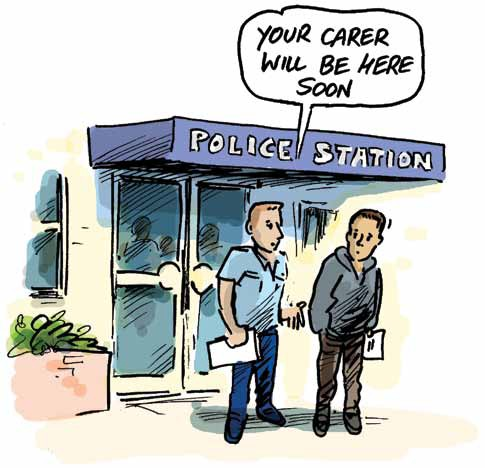 YOUR CARER
WILL BE HERE
SOON
POLICE STATION